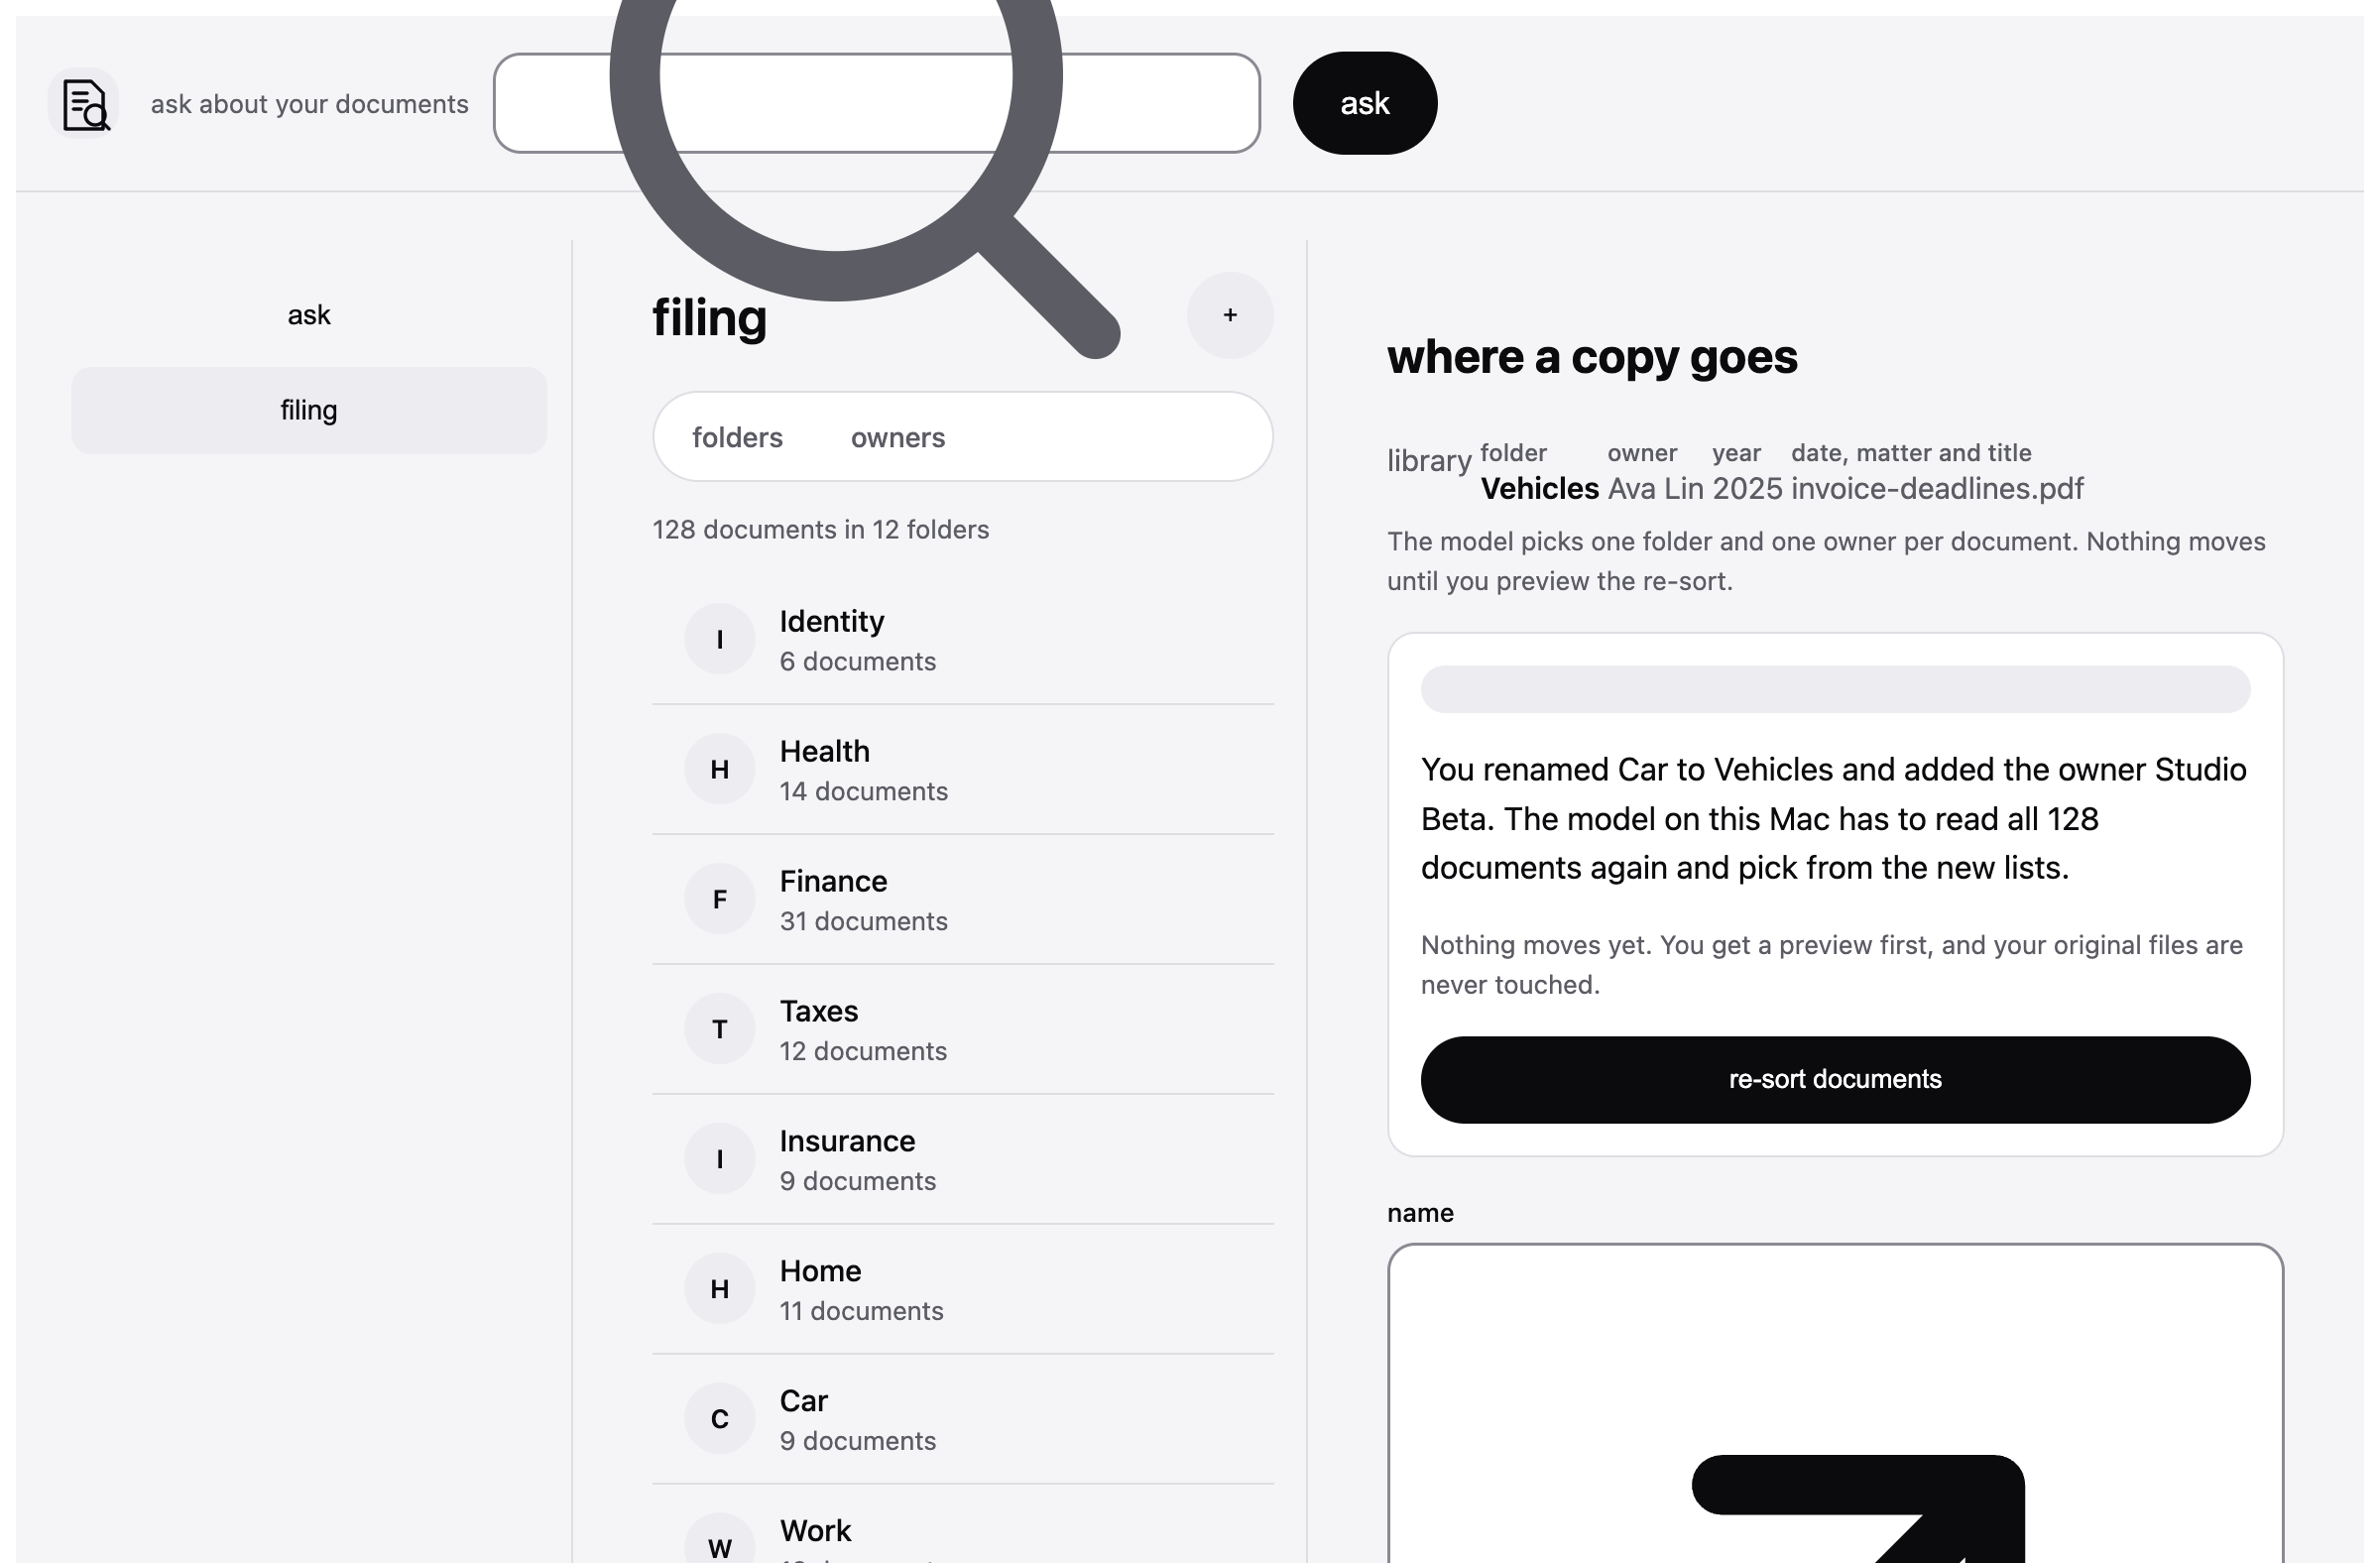 ask about your documents
ask
ask
filing
filing
+
folders owners
128 documents in 12 folders
I
Identity
6 documents
H
Health
14 documents
F
Finance
31 documents
T
Taxes
12 documents
I
Insurance
9 documents
H
Home
11 documents
C
Car
9 documents
W
Work
where a copy goes
library
folder owner year date, matter and title
Vehicles Ava Lin 2025 invoice-deadlines.pdf
The model picks one folder and one owner per document. Nothing moves
until you preview the re-sort.
You renamed Car to Vehicles and added the owner Studio
Beta. The model on this Mac has to read all 128
documents again and pick from the new lists.
Nothing moves yet. You get a preview first, and your original files are
never touched.
re-sort documents
name